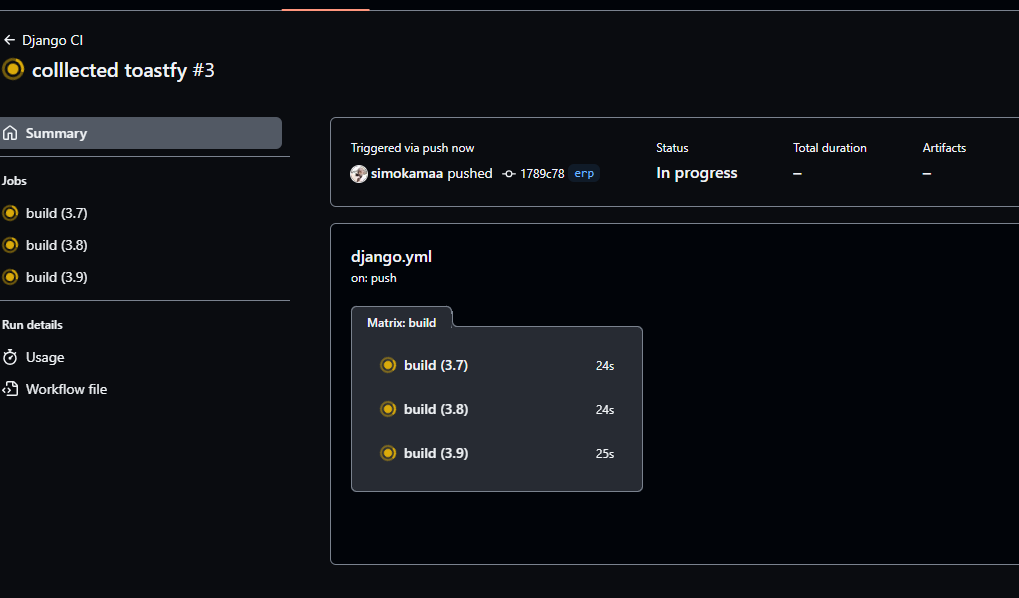 Django CI
colllected toastfy #3
Summary
Jobs
build (3.7)
build (3.8)
build (3.9)
Run details
Usage
Workflow file
Triggered via push now
simokamaa pushed 1789c78 erp
Status
In progress
Total duration
–
Artifacts
–
django.yml
on: push
Matrix: build
build (3.7) 24s
build (3.8) 24s
build (3.9) 25s